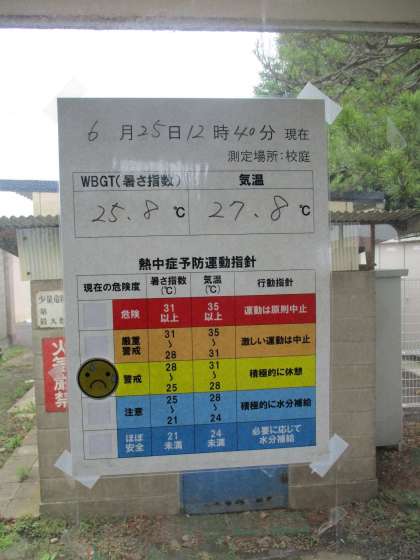 6月25日12時40分 現在
測定場所：校庭
WBGT(暑さ指数) 気温
25.8℃ 27.8℃
熱中症予防運動指針
現在の危険度 暑さ指数(℃) 気温(℃) 行動指針
危険 31以上 35以上 運動は原則中止
厳重警戒 31～28 35～31 激しい運動は中止
警戒 28～25 31～28 積極的に休憩
注意 25～21 28～24 積極的に水分補給
ほぼ安全 21未満 24未満 必要に応じて水分補給
火気厳禁